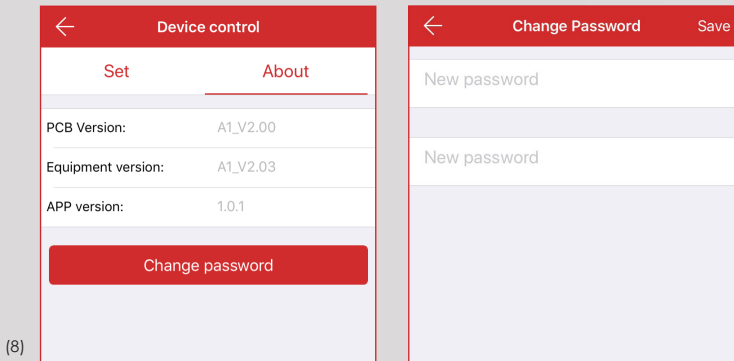 Device control
Set About
PCB Version: A1_V2.00
Equipment version: A1_V2.03
APP version: 1.0.1
Change password
(8)
Change Password Save
New password
New password